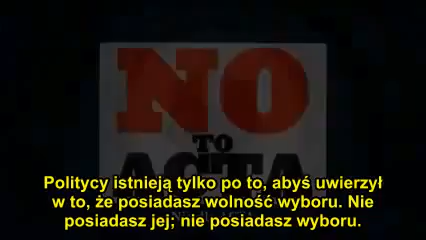 NO
TO
ACTA
Politycy istnieją tylko po to, abyś uwierzył
w to, że posiadasz wolność wyboru. Nie
posiadasz jej; nie posiadasz wyboru.